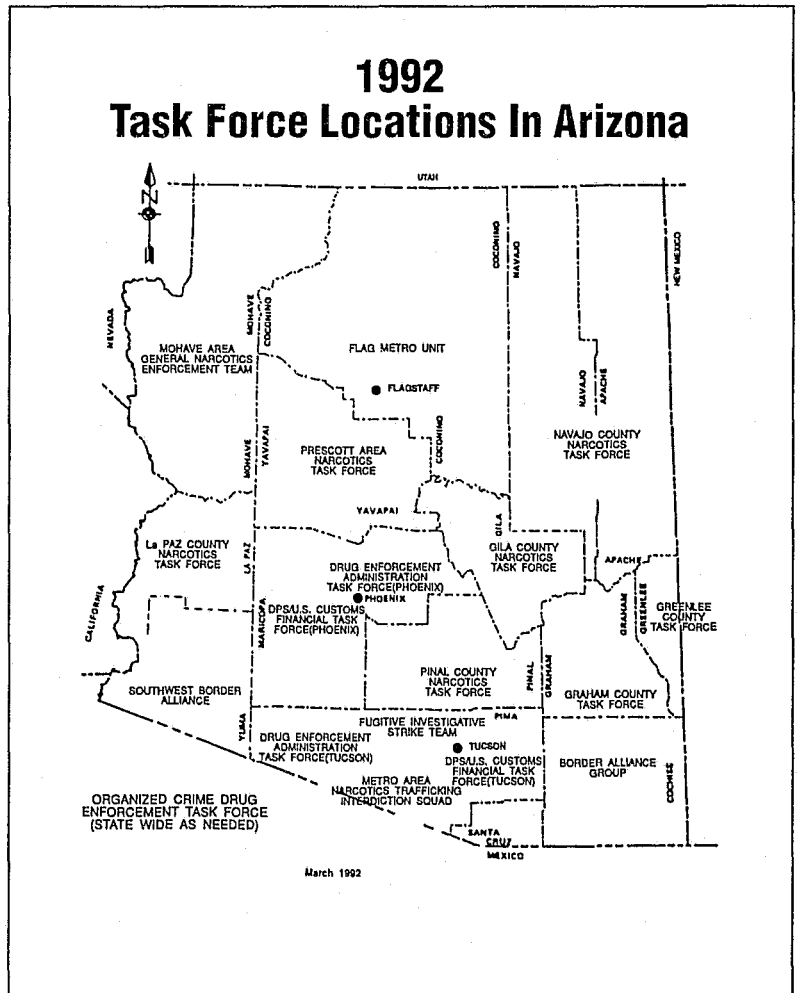 1992
Task Force Locations In Arizona
UTAH
N
NEVADA
MOHAVE
COCONINO
COCONINO
NAVAJO
NEW MEXICO
MOHAVE AREA
GENERAL NARCOTICS
ENFORCEMENT TEAM
FLAG METRO UNIT
FLAGSTAFF
NAVAJO
APACHE
MOHAVE
YAVAPAI
PRESCOTT AREA
NARCOTICS
TASK FORCE
COCONINO
NAVAJO COUNTY
NARCOTICS
TASK FORCE
YAVAPAI
GILA
La PAZ COUNTY
NARCOTICS
TASK FORCE
LA PAZ
GILA COUNTY
NARCOTICS
TASK FORCE
APACHE
DRUG ENFORCEMENT
ADMINISTRATION
TASK FORCE(PHOENIX)
PHOENIX
CALIFORNIA
MARICOPA
DPS/U.S. CUSTOMS
FINANCIAL TASK
FORCE(PHOENIX)
GRAHAM
GREENLEE
GREENLEE
COUNTY
TASK FORCE
SOUTHWEST BORDER
ALLIANCE
PINAL COUNTY
NARCOTICS
TASK FORCE
PINAL
GRAHAM
GRAHAM COUNTY
TASK FORCE
YUMA
PIMA
FUGITIVE INVESTIGATIVE
STRIKE TEAM
DRUG ENFORCEMENT
ADMINISTRATION
TASK FORCE(TUCSON)
TUCSON
DPS/U.S. CUSTOMS
FINANCIAL TASK
FORCE(TUCSON)
BORDER ALLIANCE
GROUP
COCHISE
METRO AREA
NARCOTICS TRAFFICKING
INTERDICTION SQUAD
ORGANIZED CRIME DRUG
ENFORCEMENT TASK FORCE
(STATE WIDE AS NEEDED)
SANTA
CRUZ
MEXICO
March 1992